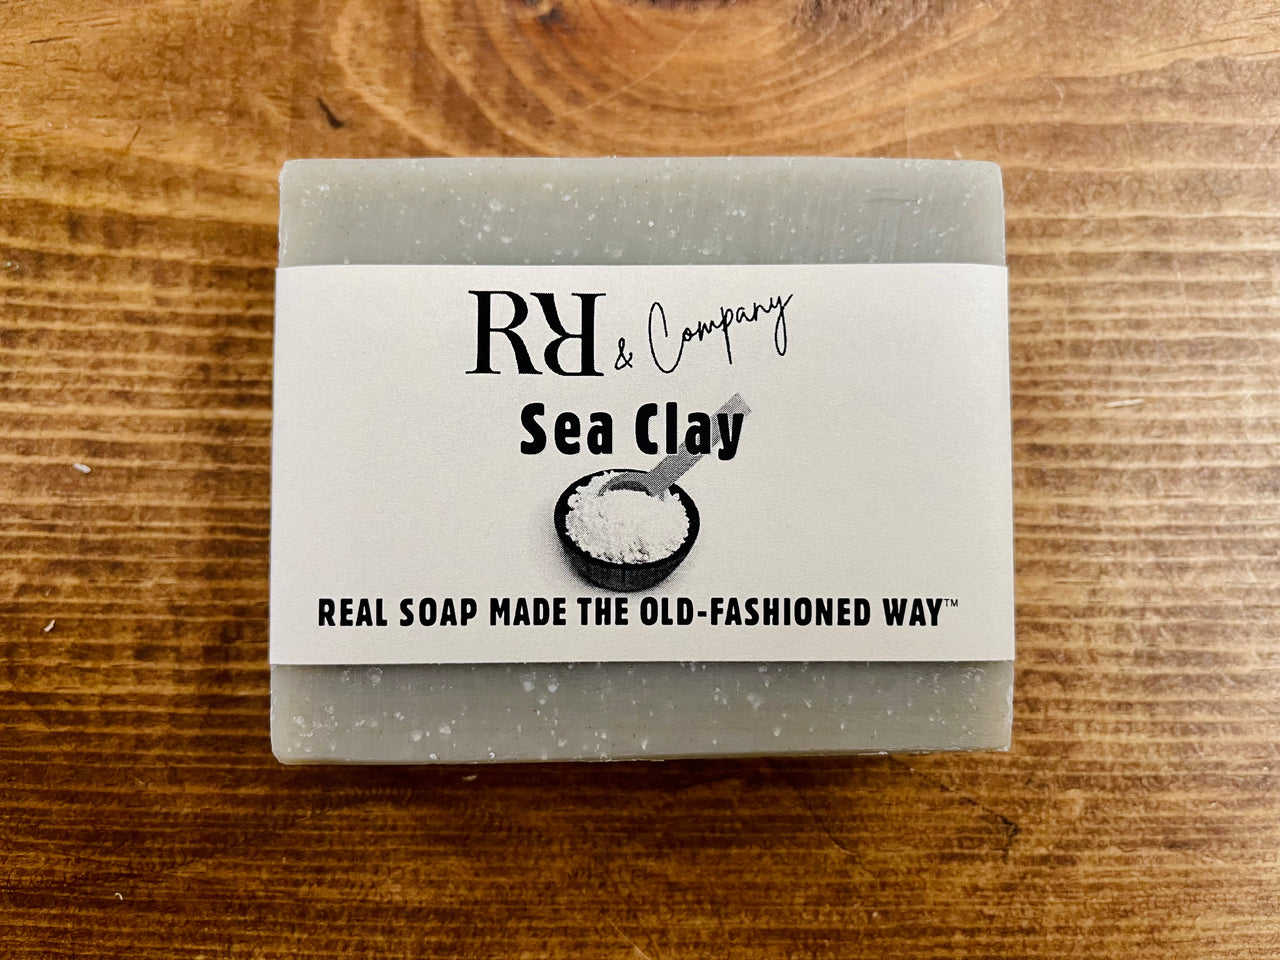 RR & Company
Sea Clay
REAL SOAP MADE THE OLD-FASHIONED WAY™